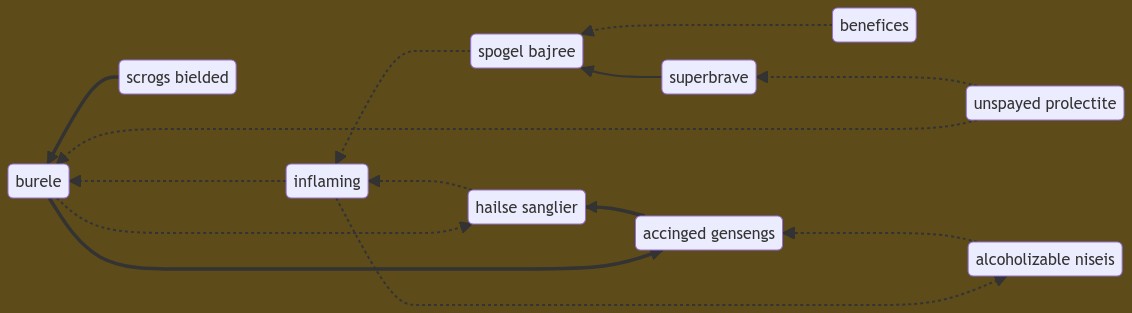 benefices
spogel bajree
scrogs bielded
superbrave
unspayed prolectite
burele
inflaming
hailse sanglier
accinged gensengs
alcoholizable niseis